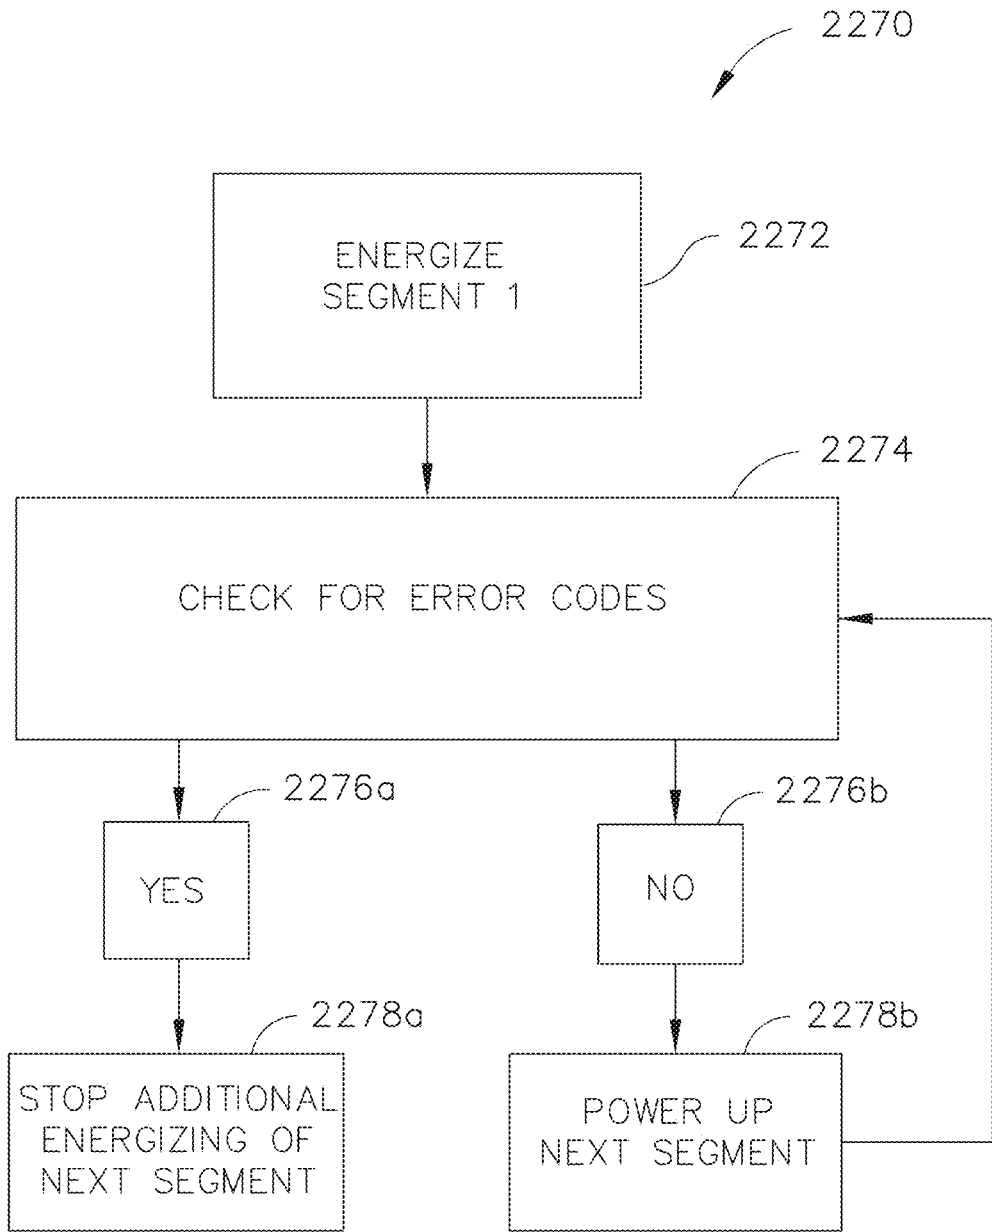 2270
ENERGIZE
SEGMENT 1
2272
2274
CHECK FOR ERROR CODES
2276a
2276b
YES
NO
2278a
2278b
STOP ADDITIONAL
ENERGIZING OF
NEXT SEGMENT
POWER UP
NEXT SEGMENT